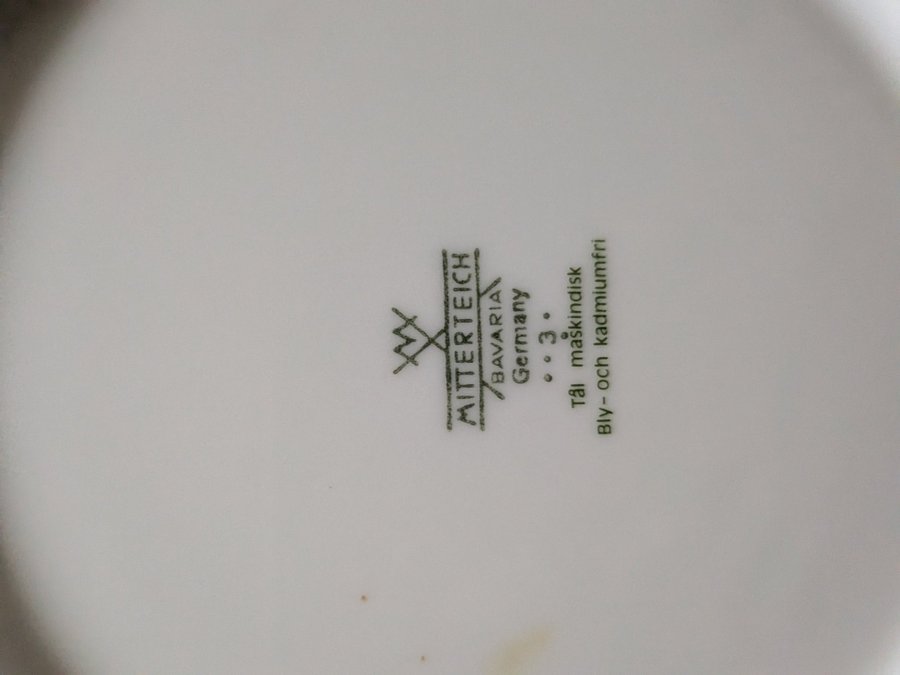 MITTERTEICH
BAVARIA
Germany
3
Tål maskindisk
Bly- och kadmiumfri